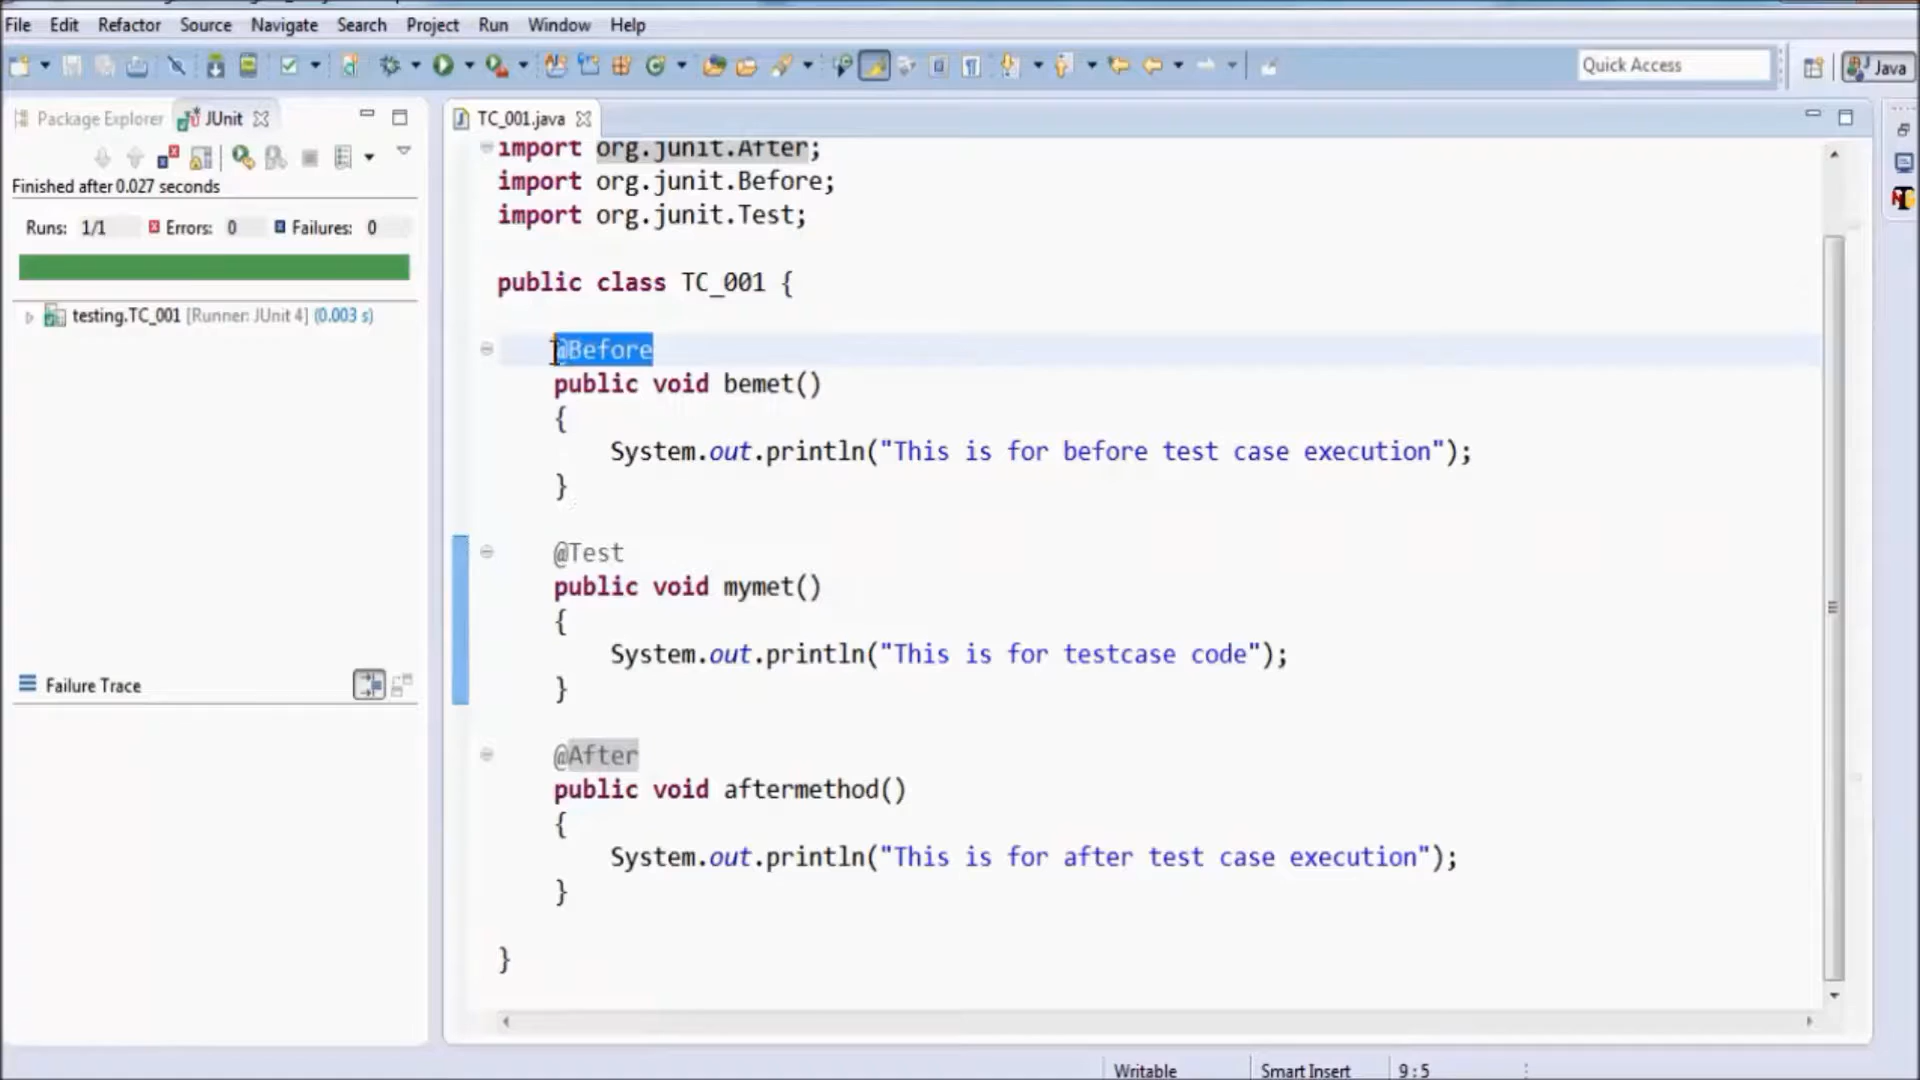 File Edit Refactor Source Navigate Search Project Run Window Help
Quick Access
Java
Package Explorer
JUnit
TC_001.java
Finished after 0.027 seconds
Runs: 1/1 Errors: 0 Failures: 0
testing.TC_001 [Runner: JUnit 4] (0.003 s)
Failure Trace
import org.junit.After;
import org.junit.Before;
import org.junit.Test;
public class TC_001 {
@Before
public void bemet()
{
System.out.println("This is for before test case execution");
}
@Test
public void mymet()
{
System.out.println("This is for testcase code");
}
@After
public void aftermethod()
{
System.out.println("This is for after test case execution");
}
}
Writable
Smart Insert
9 : 5